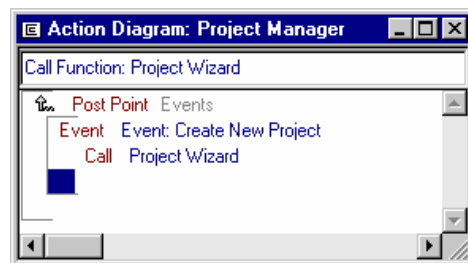 Action Diagram: Project Manager
Call Function: Project Wizard
Post Point Events
Event Event: Create New Project
Call Project Wizard